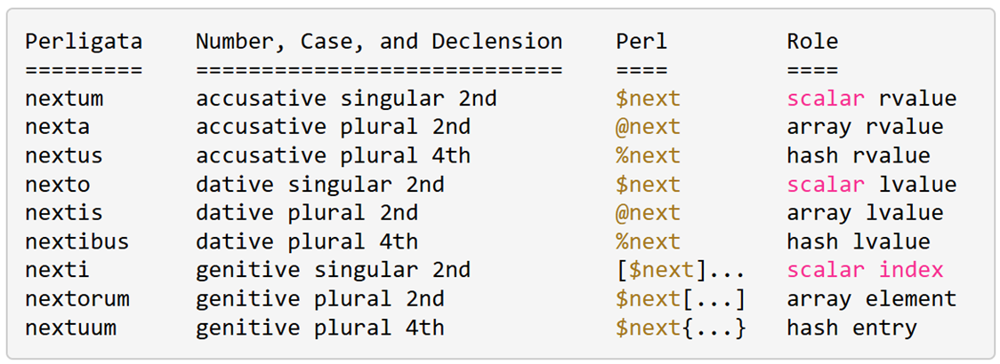 Perligata    Number, Case, and Declension    Perl         Role
=========    ============================    ====         ====
nextum       accusative singular 2nd         $next        scalar rvalue
nexta        accusative plural 2nd           @next        array rvalue
nextus       accusative plural 4th           %next        hash rvalue
nexto        dative singular 2nd             $next        scalar lvalue
nextis       dative plural 2nd               @next        array lvalue
nextibus     dative plural 4th               %next        hash lvalue
nexti        genitive singular 2nd           [$next]...   scalar index
nextorum     genitive plural 2nd             $next[...]   array element
nextuum      genitive plural 4th             $next{...}   hash entry